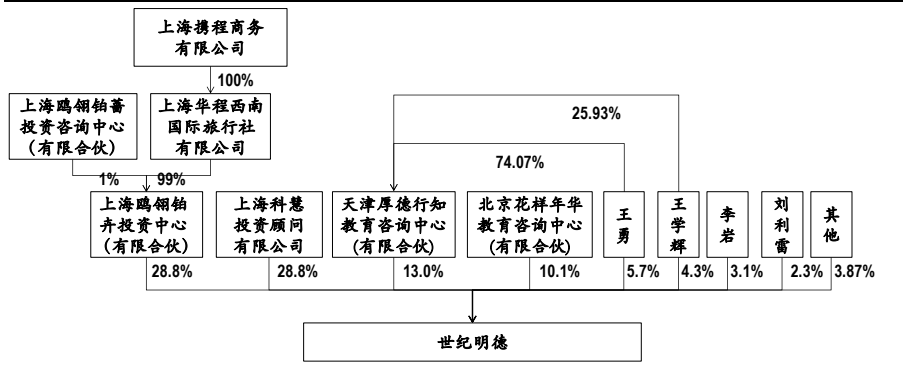 上海携程商务
有限公司
100%
上海鸥翎铂蕾
投资咨询中心
(有限合伙)
上海华程西南
国际旅行社
有限公司
25.93%
74.07%
1%
99%
上海鸥翎铂
卉投资中心
(有限合伙)
上海科慧
投资顾问
有限公司
天津厚德行知
教育咨询中心
(有限合伙)
北京花样年华
教育咨询中心
(有限合伙)
王勇
王学辉
李岩
刘利雷
其他
28.8%
28.8%
13.0%
10.1%
5.7%
4.3%
3.1%
2.3%
3.87%
世纪明德